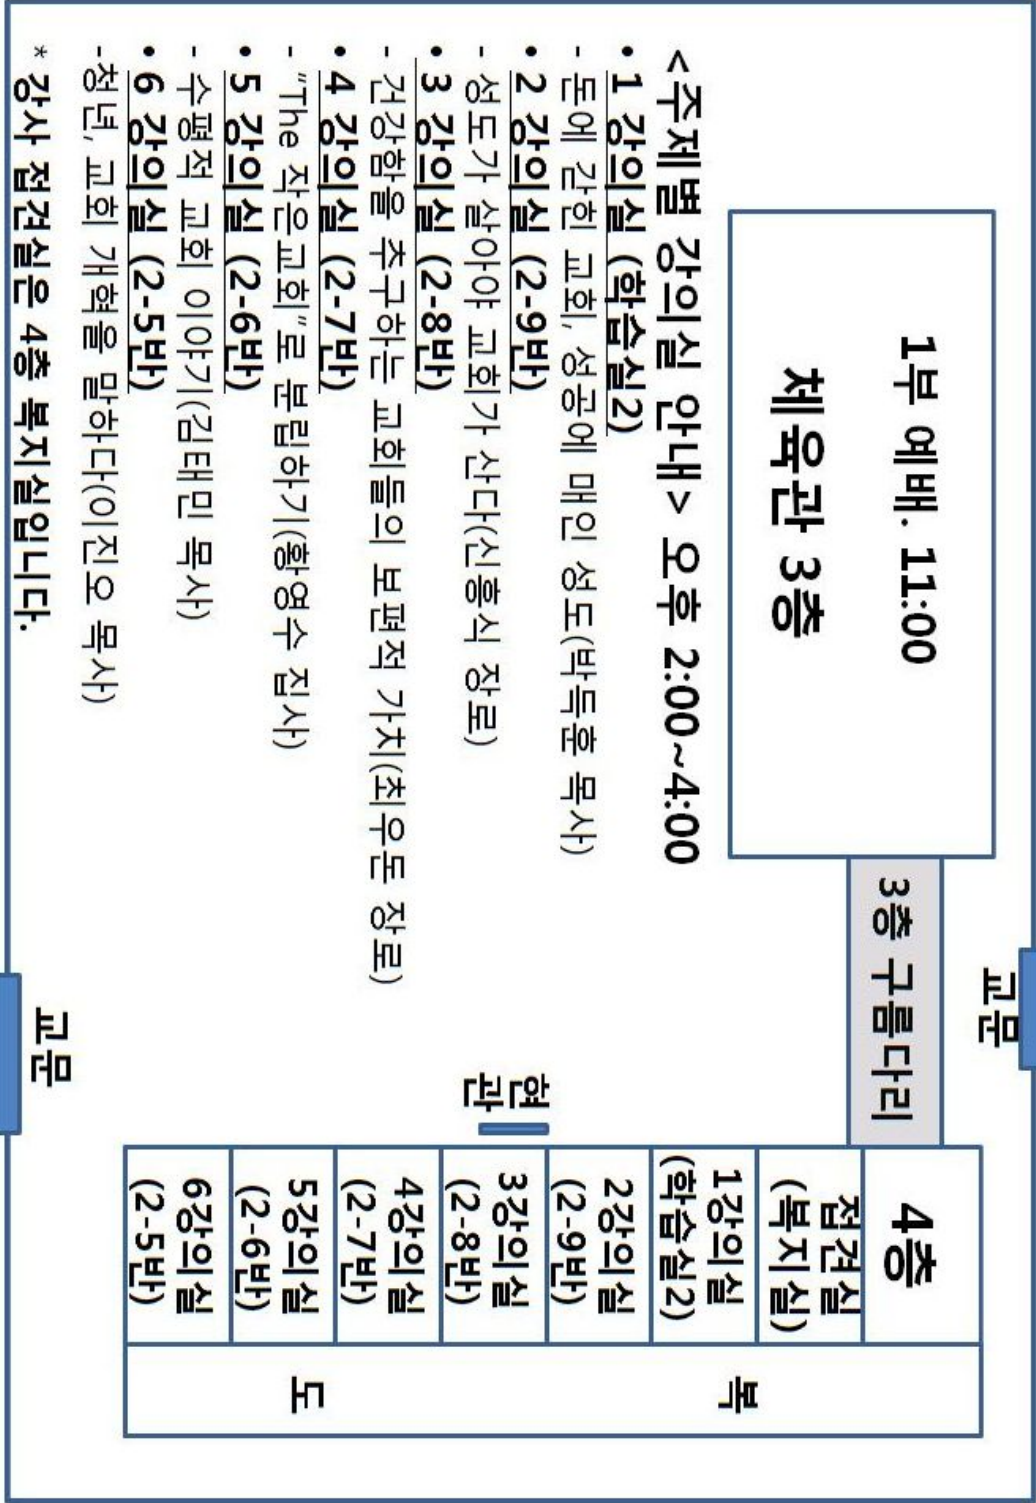 1부 예배. 11:00
체육관 3층
3층 구름다리
교문
<주제별 강의실 안내> 오후 2:00~4:00
• 1 강의실 (학습실2)
- 돈에 갇힌 교회, 성공에 매인 성도(박득훈 목사)
• 2 강의실 (2-9반)
- 성도가 살아야 교회가 산다(신흥식 장로)
• 3 강의실 (2-8반)
- 건강함을 추구하는 교회들의 보편적 가치(최우돈 장로)
• 4 강의실 (2-7반)
- "The 작은교회"로 분립하기(황영수 집사)
• 5 강의실 (2-6반)
- 수평적 교회 이야기(김태민 목사)
• 6 강의실 (2-5반)
-청년, 교회 개혁을 말하다(이진오 목사)
* 강사 접견실은 4층 복지실입니다.
교문
현
관
4층
접견실
(복지실)
1강의실
(학습실2)
2강의실
(2-9반)
3강의실
(2-8반)
4강의실
(2-7반)
5강의실
(2-6반)
6강의실
(2-5반)
복
도